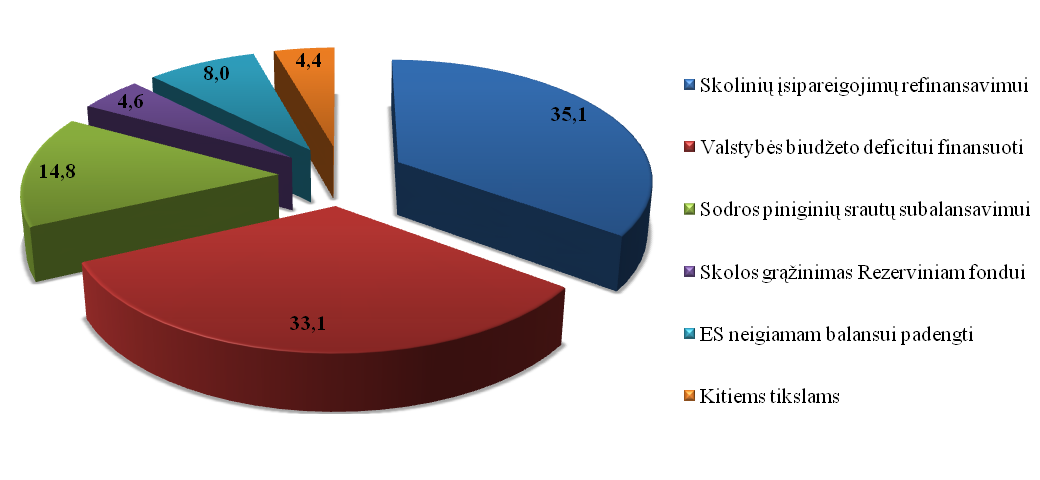 4,4
8,0
4,6
35,1
14,8
33,1
Skolinių įsipareigojimų refinansavimui
Valstybės biudžeto deficitui finansuoti
Sodros piniginių srautų subalansavimui
Skolos grąžinimas Rezerviniam fondui
ES neigiamam balansui padengti
Kitiems tikslams